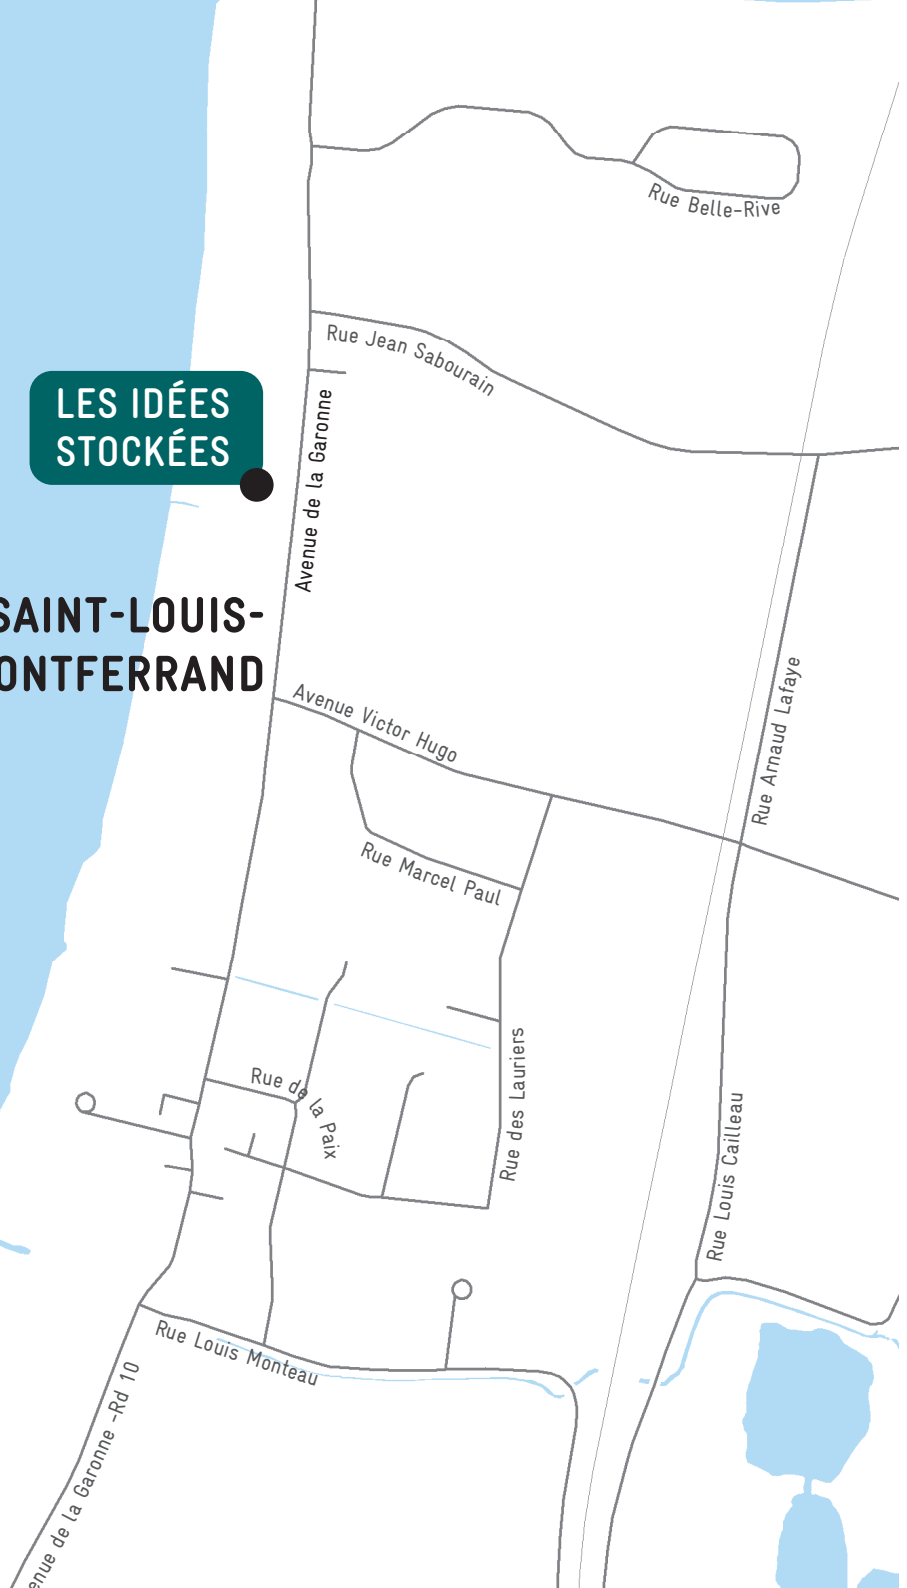 Rue Belle-Rive
Rue Jean Sabourain
LES IDÉES
STOCKÉES
Avenue de la Garonne
SAINT-LOUIS-
ONTFERRAND
Avenue Victor Hugo
Rue Arnaud Lafaye
Rue Marcel Paul
Rue des Lauriers
Rue de la Paix
Rue Louis Cailleau
Rue Louis Monteau
enue de la Garonne -Rd 10